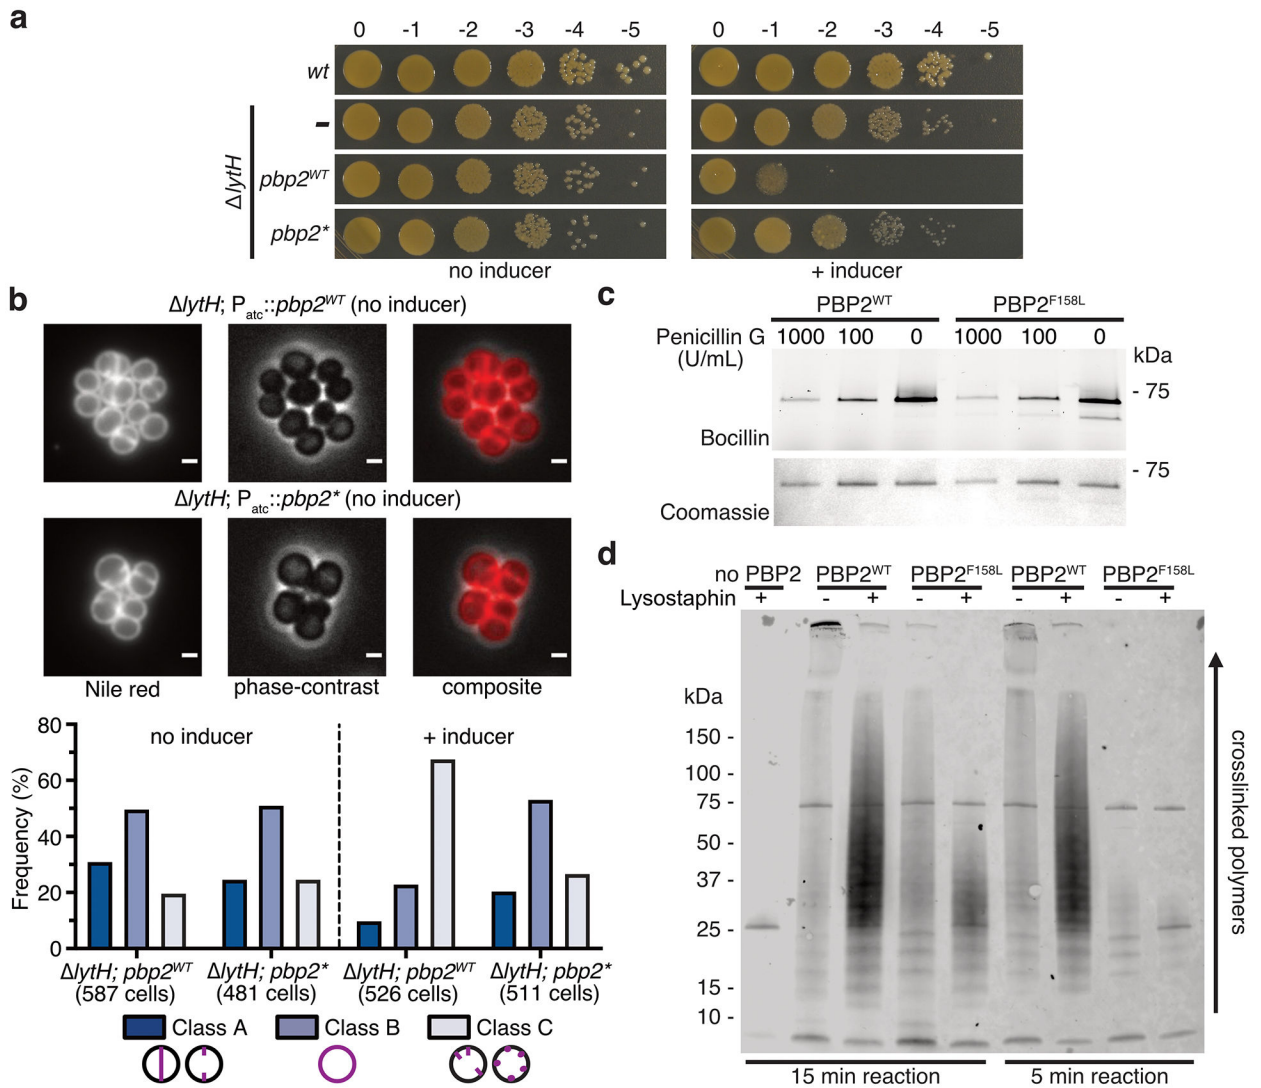 a
0 -1 -2 -3 -4 -5 0 -1 -2 -3 -4 -5
wt
-
pbp2WT
pbp2*
ΔlytH
no inducer + inducer
b
ΔlytH; Patc::pbp2WT (no inducer)
ΔlytH; Patc::pbp2* (no inducer)
Nile red phase-contrast composite
80
60
40
20
0
Frequency (%)
no inducer + inducer
ΔlytH; pbp2WT ΔlytH; pbp2* ΔlytH; pbp2WT ΔlytH; pbp2*
(587 cells) (481 cells) (526 cells) (511 cells)
Class A Class B Class C
c
PBP2WT PBP2F158L
Penicillin G 1000 100 0 1000 100 0
(U/mL)
kDa
- 75
Bocillin
- 75
Coomassie
d
no PBP2 PBP2WT PBP2F158L PBP2WT PBP2F158L
Lysostaphin + - + - + - + - +
kDa
150 -
100 -
75 -
50 -
37 -
25 -
15 -
10 -
crosslinked polymers
15 min reaction 5 min reaction